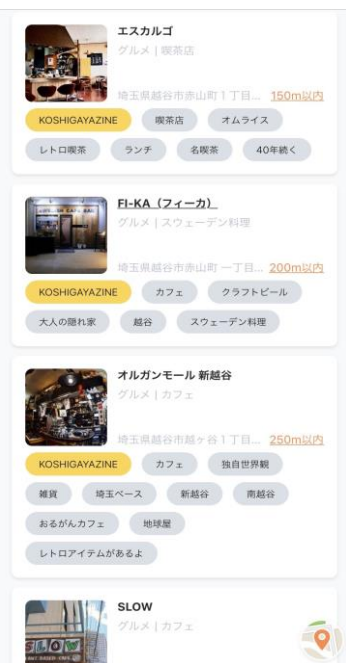 エスカルゴ
グルメ | 喫茶店
埼玉県越谷市赤山町1丁目... 150m以内
KOSHIGAYAZINE 喫茶店 オムライス
レトロ喫茶 ランチ 名喫茶 40年続く
FI-KA（フィーカ）
グルメ | スウェーデン料理
埼玉県越谷市赤山町一丁目... 200m以内
KOSHIGAYAZINE カフェ クラフトビール
大人の隠れ家 越谷 スウェーデン料理
オルガンモール 新越谷
グルメ | カフェ
埼玉県越谷市越ヶ谷1丁目... 250m以内
KOSHIGAYAZINE カフェ 独自世界観
雑貨 埼玉ベース 新越谷 南越谷
おるがんカフェ 地球屋
レトロアイテムがあるよ
SLOW
グルメ | カフェ
SLOW